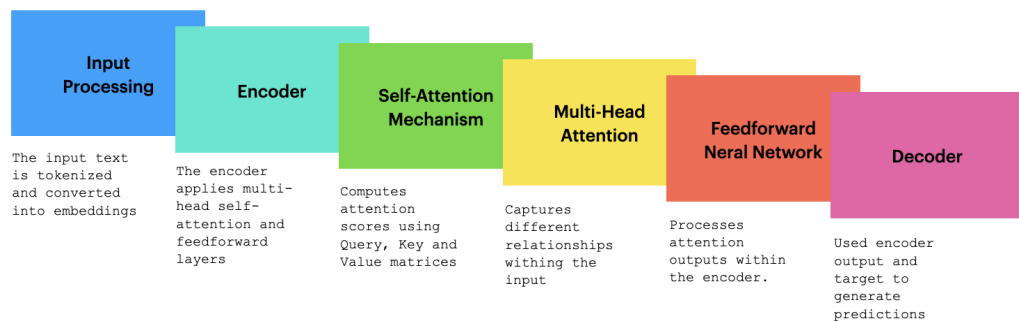 Input
Processing
The input text
is tokenized
and converted
into embeddings
Encoder
The encoder
applies multi-
head self-
attention and
feedforward
layers
Self-Attention
Mechanism
Computes
attention
scores using
Query, Key and
Value matrices
Multi-Head
Attention
Captures
different
relationships
withing the
input
Feedforward
Neral Network
Processes
attention
outputs within
the encoder.
Decoder
Used encoder
output and
target to
generate
predictions